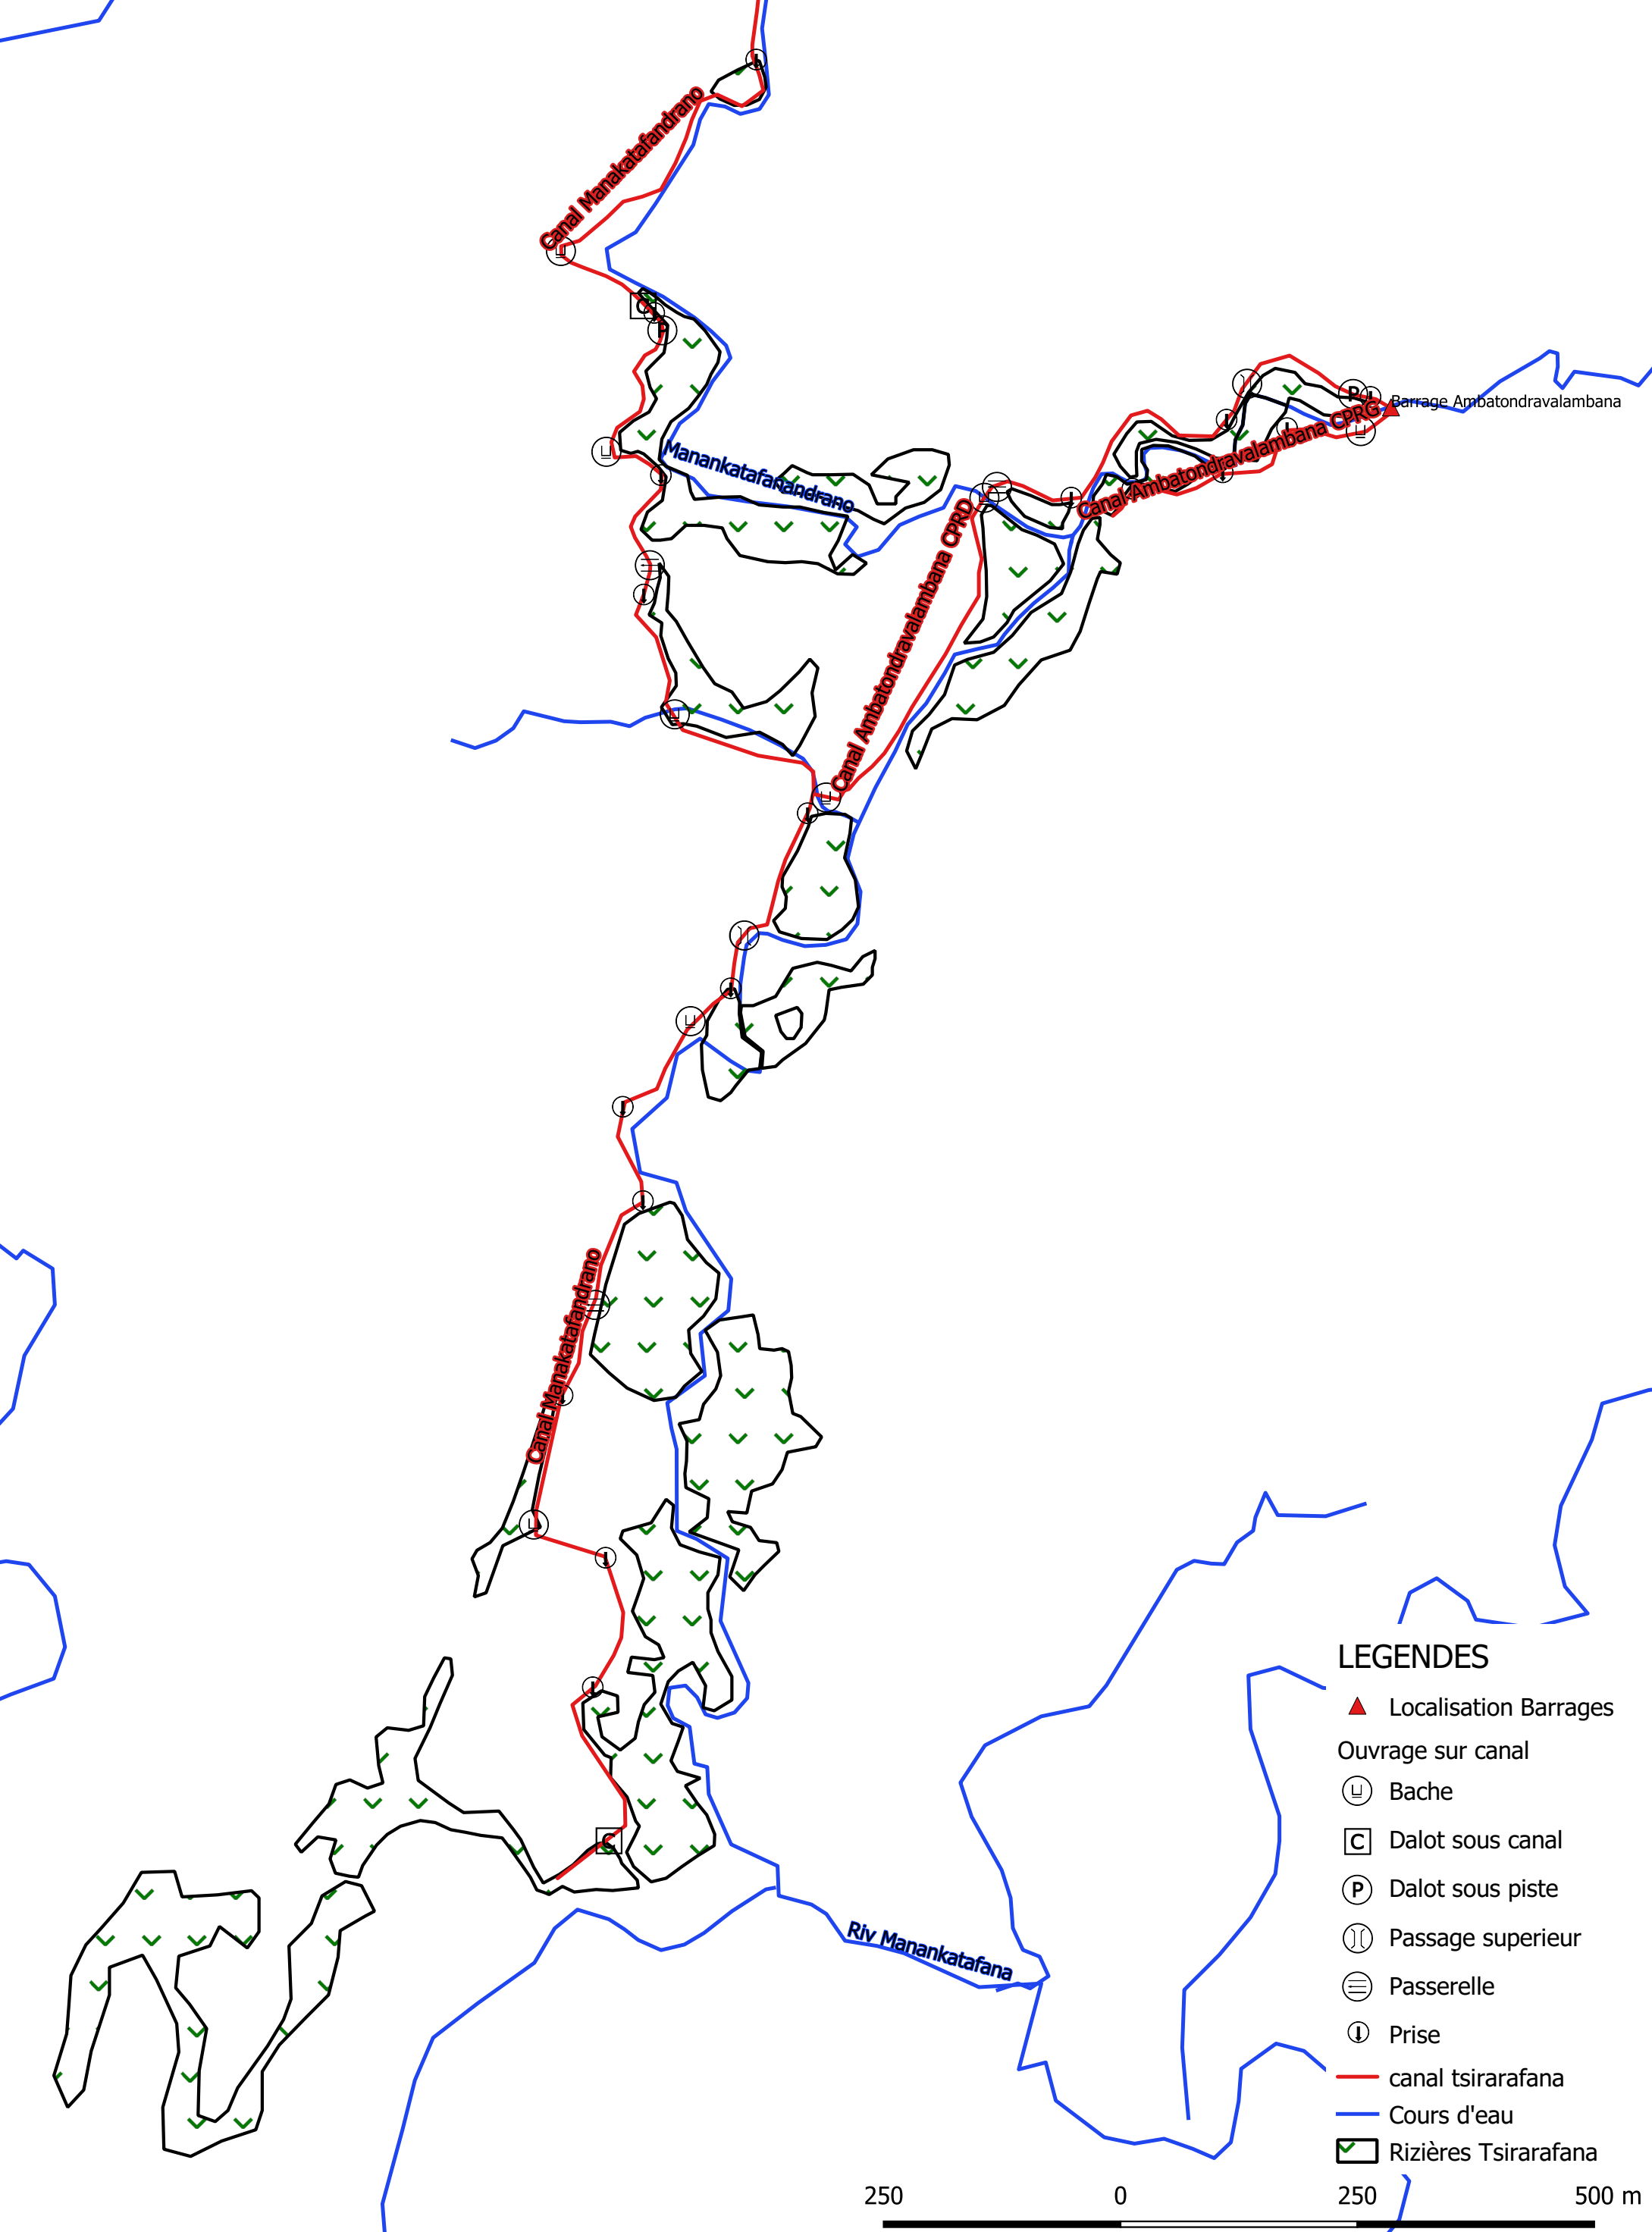 Canal Manakatafandrano
C
P
Manankatafanandrano
P
Barrage Ambatondravalambana
Canal Ambatondravalambana CPRG
Canal Ambatondravalambana CPRD
Canal Manakatafandrano
C
Riv Manankatafana
LEGENDES
Localisation Barrages
Ouvrage sur canal
Bache
C Dalot sous canal
P Dalot sous piste
Passage superieur
Passerelle
Prise
canal tsirarafana
Cours d'eau
Rizières Tsirarafana
250 0 250 500 m